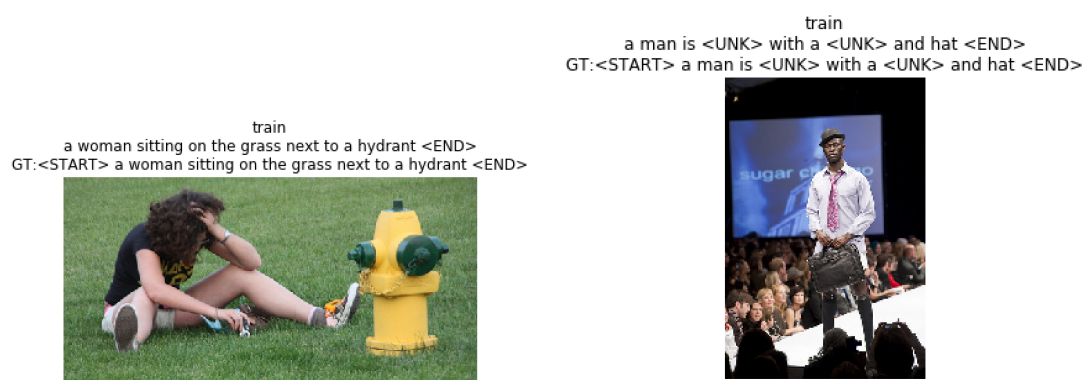 train
a woman sitting on the grass next to a hydrant <END>
GT:<START> a woman sitting on the grass next to a hydrant <END>
train
a man is <UNK> with a <UNK> and hat <END>
GT:<START> a man is <UNK> with a <UNK> and hat <END>
sugar